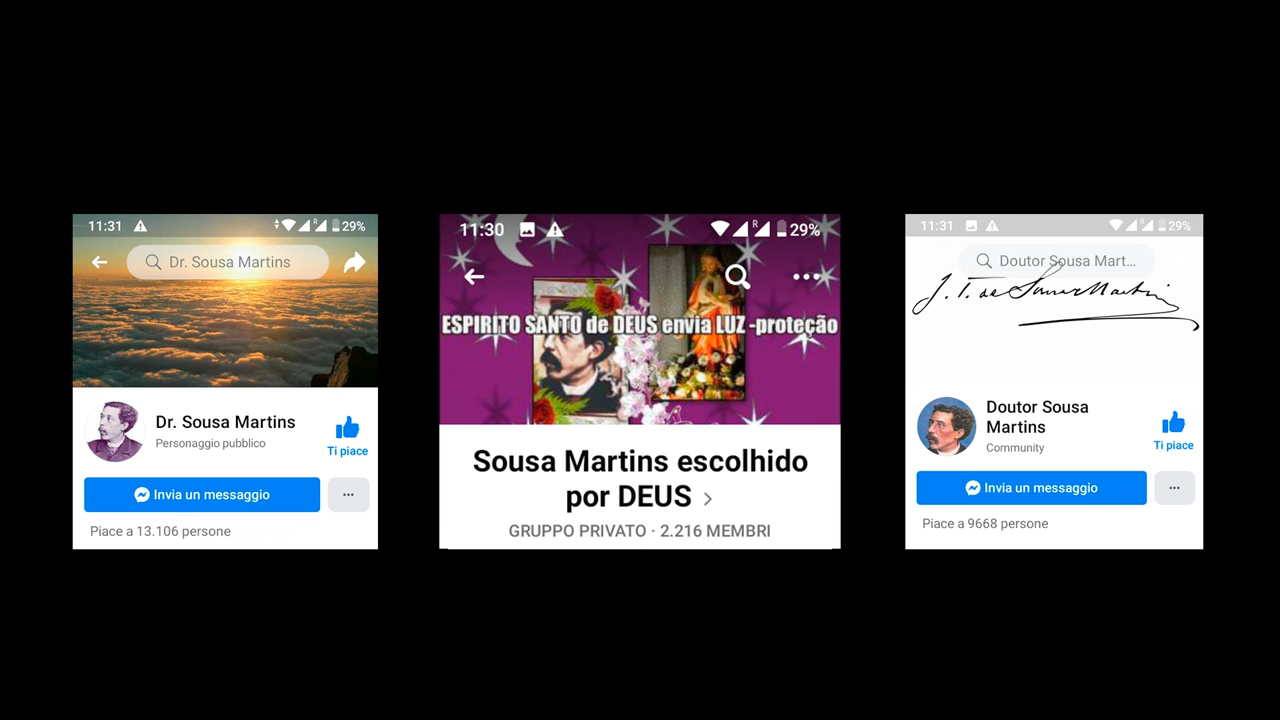 11:31
R
29%
Dr. Sousa Martins
Dr. Sousa Martins
Personaggio pubblico
Ti piace
Invia un messaggio
Piace a 13.106 persone
11:30
R
29%
ESPIRITO SANTO de DEUS envia LUZ -proteção
Sousa Martins escolhido
por DEUS
GRUPPO PRIVATO · 2.216 MEMBRI
11:31
R
29%
Doutor Sousa Mart...
J. T. de Sousa Martins
Doutor Sousa
Martins
Community
Ti piace
Invia un messaggio
Piace a 9668 persone